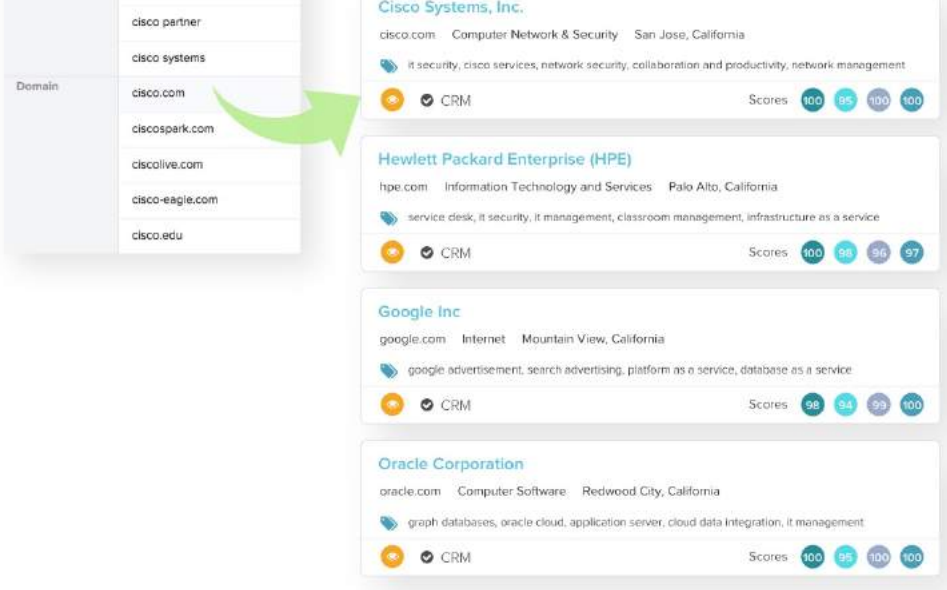 cisco partner
cisco systems
Domain
cisco.com
ciscospark.com
ciscolive.com
cisco-eagle.com
cisco.edu
Cisco Systems, Inc.
cisco.com Computer Network & Security San Jose, California
it security, cisco services, network security, collaboration and productivity, network management
CRM Scores 100 95 100 100
Hewlett Packard Enterprise (HPE)
hpe.com Information Technology and Services Palo Alto, California
service desk, it security, it management, classroom management, infrastructure as a service
CRM Scores 100 98 96 97
Google Inc
google.com Internet Mountain View, California
google advertisement, search advertising, platform as a service, database as a service
CRM Scores 98 94 99 100
Oracle Corporation
oracle.com Computer Software Redwood City, California
graph databases, oracle cloud, application server, cloud data integration, it management
CRM Scores 100 95 100 100